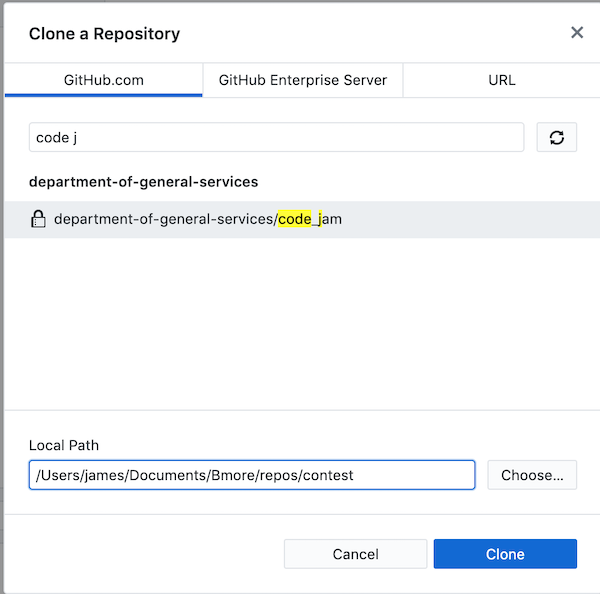 Clone a Repository
GitHub.com
GitHub Enterprise Server
URL
code j
department-of-general-services
department-of-general-services/code_jam
Local Path
/Users/james/Documents/Bmore/repos/contest
Choose...
Cancel
Clone